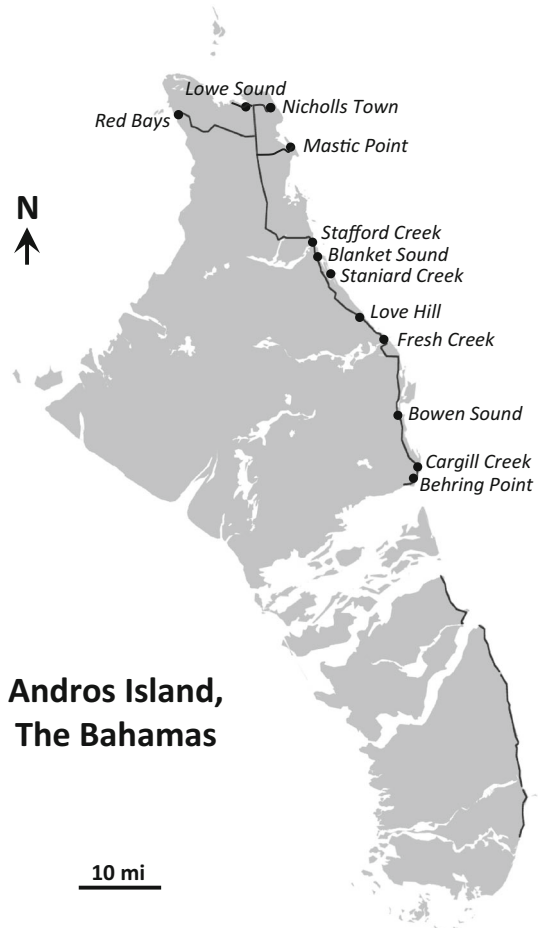 Lowe Sound
Nicholls Town
Red Bays
Mastic Point
N
Stafford Creek
Blanket Sound
Staniard Creek
Love Hill
Fresh Creek
Bowen Sound
Cargill Creek
Behring Point
Andros Island,
The Bahamas
10 mi